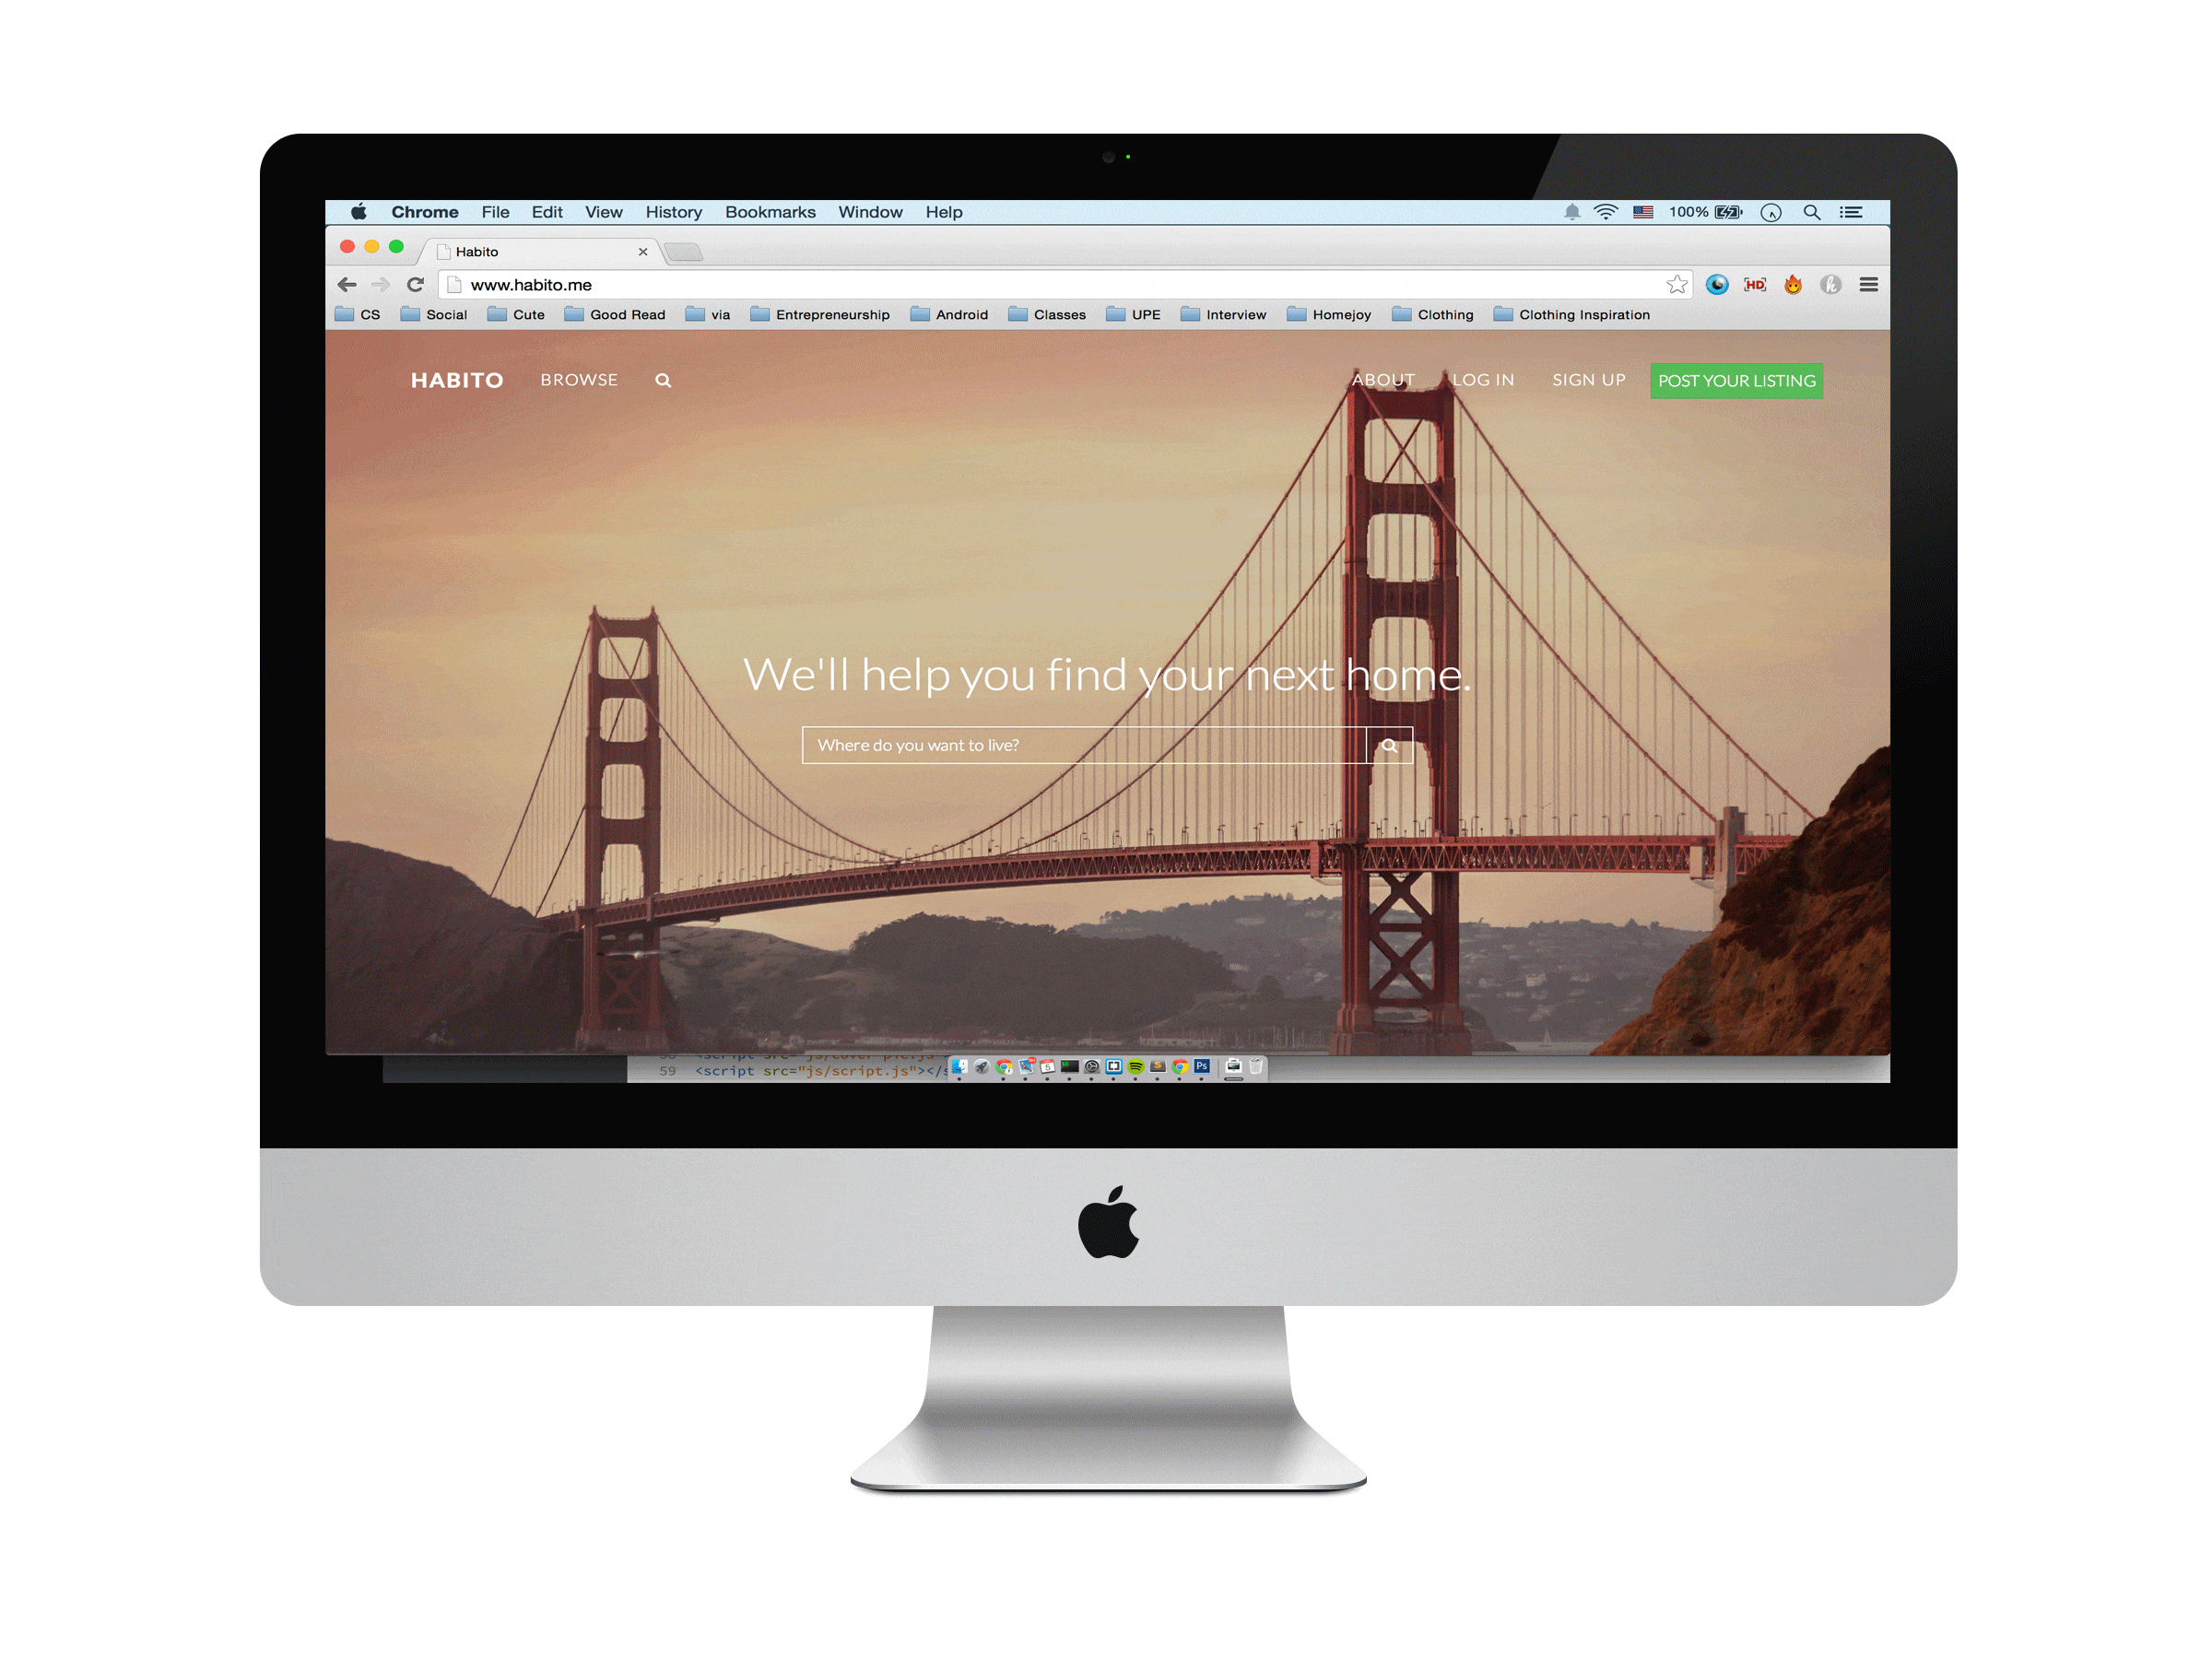 Chrome File Edit View History Bookmarks Window Help 100%
Habito
www.habito.me HD
CS Social Cute Good Read via Entrepreneurship Android Classes UPE Interview Homejoy Clothing Clothing Inspiration
HABITO BROWSE ABOUT LOG IN SIGN UP POST YOUR LISTING
We'll help you find your next home.
Where do you want to live?
59 <script src="js/script.js"></s
5 Ps